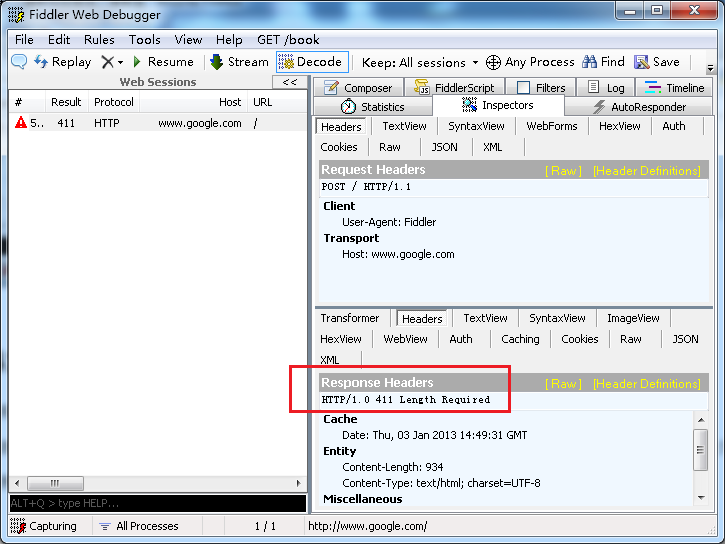 Fiddler Web Debugger
File Edit Rules Tools View Help GET /book
Replay Resume Stream Decode Keep: All sessions Any Process Find Save
Web Sessions <<
# Result Protocol Host URL
5.. 411 HTTP www.google.com /
ALT+Q > type HELP...
Composer FiddlerScript Filters Log Timeline
Statistics Inspectors AutoResponder
Headers TextView SyntaxView WebForms HexView Auth
Cookies Raw JSON XML
Request Headers [ Raw ] [Header Definitions]
POST / HTTP/1.1
Client
User-Agent: Fiddler
Transport
Host: www.google.com
Transformer Headers TextView SyntaxView ImageView
HexView WebView Auth Caching Cookies Raw JSON
XML
Response Headers [ Raw ] [Header Definitions]
HTTP/1.0 411 Length Required
Cache
Date: Thu, 03 Jan 2013 14:49:31 GMT
Entity
Content-Length: 934
Content-Type: text/html; charset=UTF-8
Miscellaneous
Capturing All Processes 1 / 1 http://www.google.com/